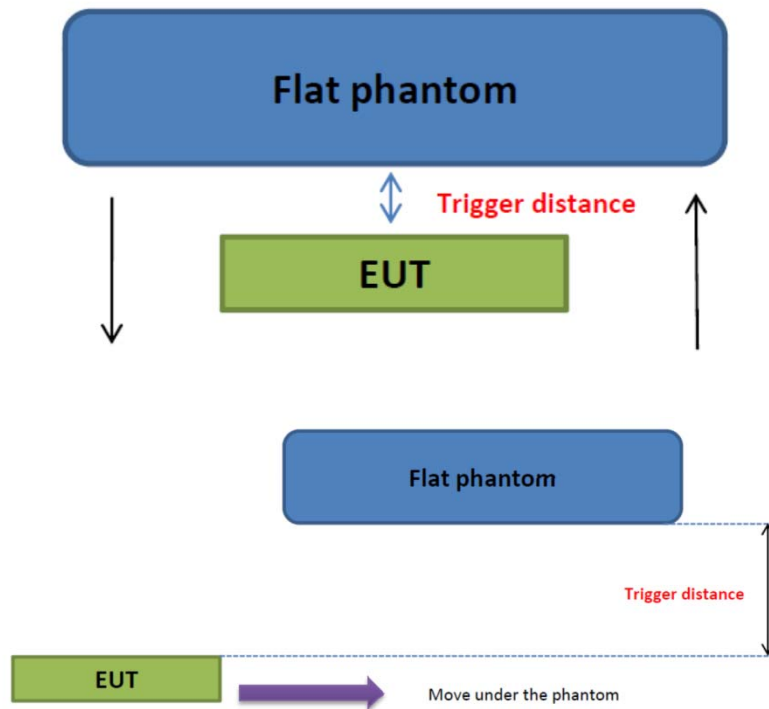 Flat phantom
Trigger distance
EUT
Flat phantom
Trigger distance
EUT
Move under the phantom